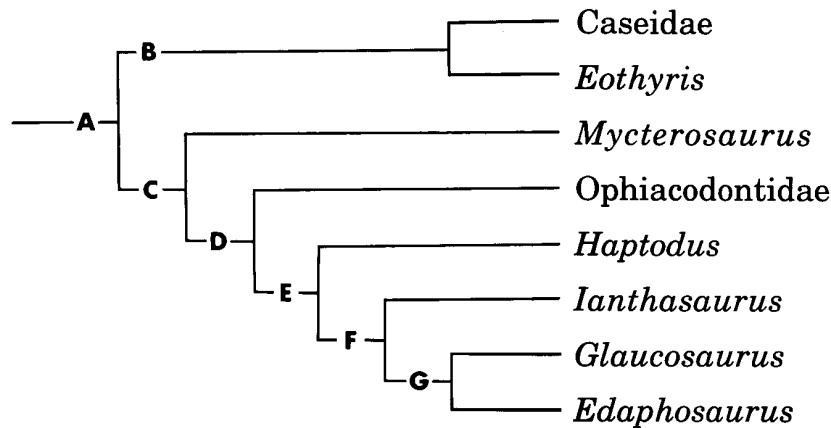 Caseidae
B
Eothyris
A
Mycterosaurus
C
Ophiacodontidae
D
Haptodus
E
Ianthasaurus
F
Glaucosaurus
G
Edaphosaurus